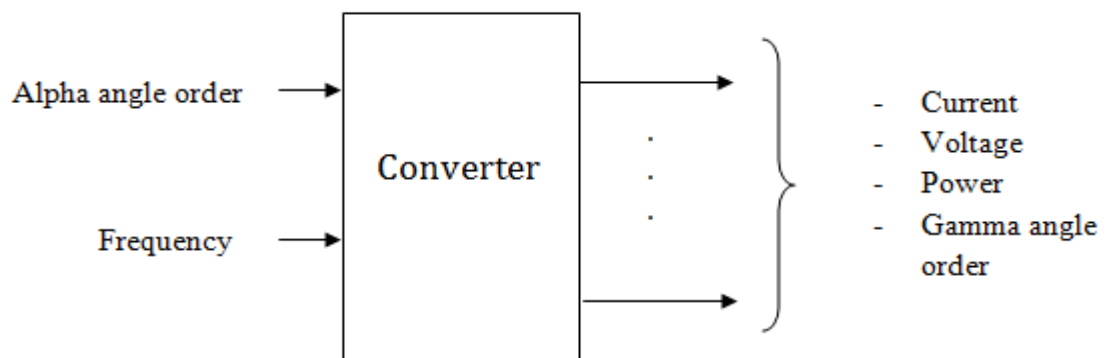 Alpha angle order
Frequency
Converter
- Current
- Voltage
- Power
- Gamma angle
order